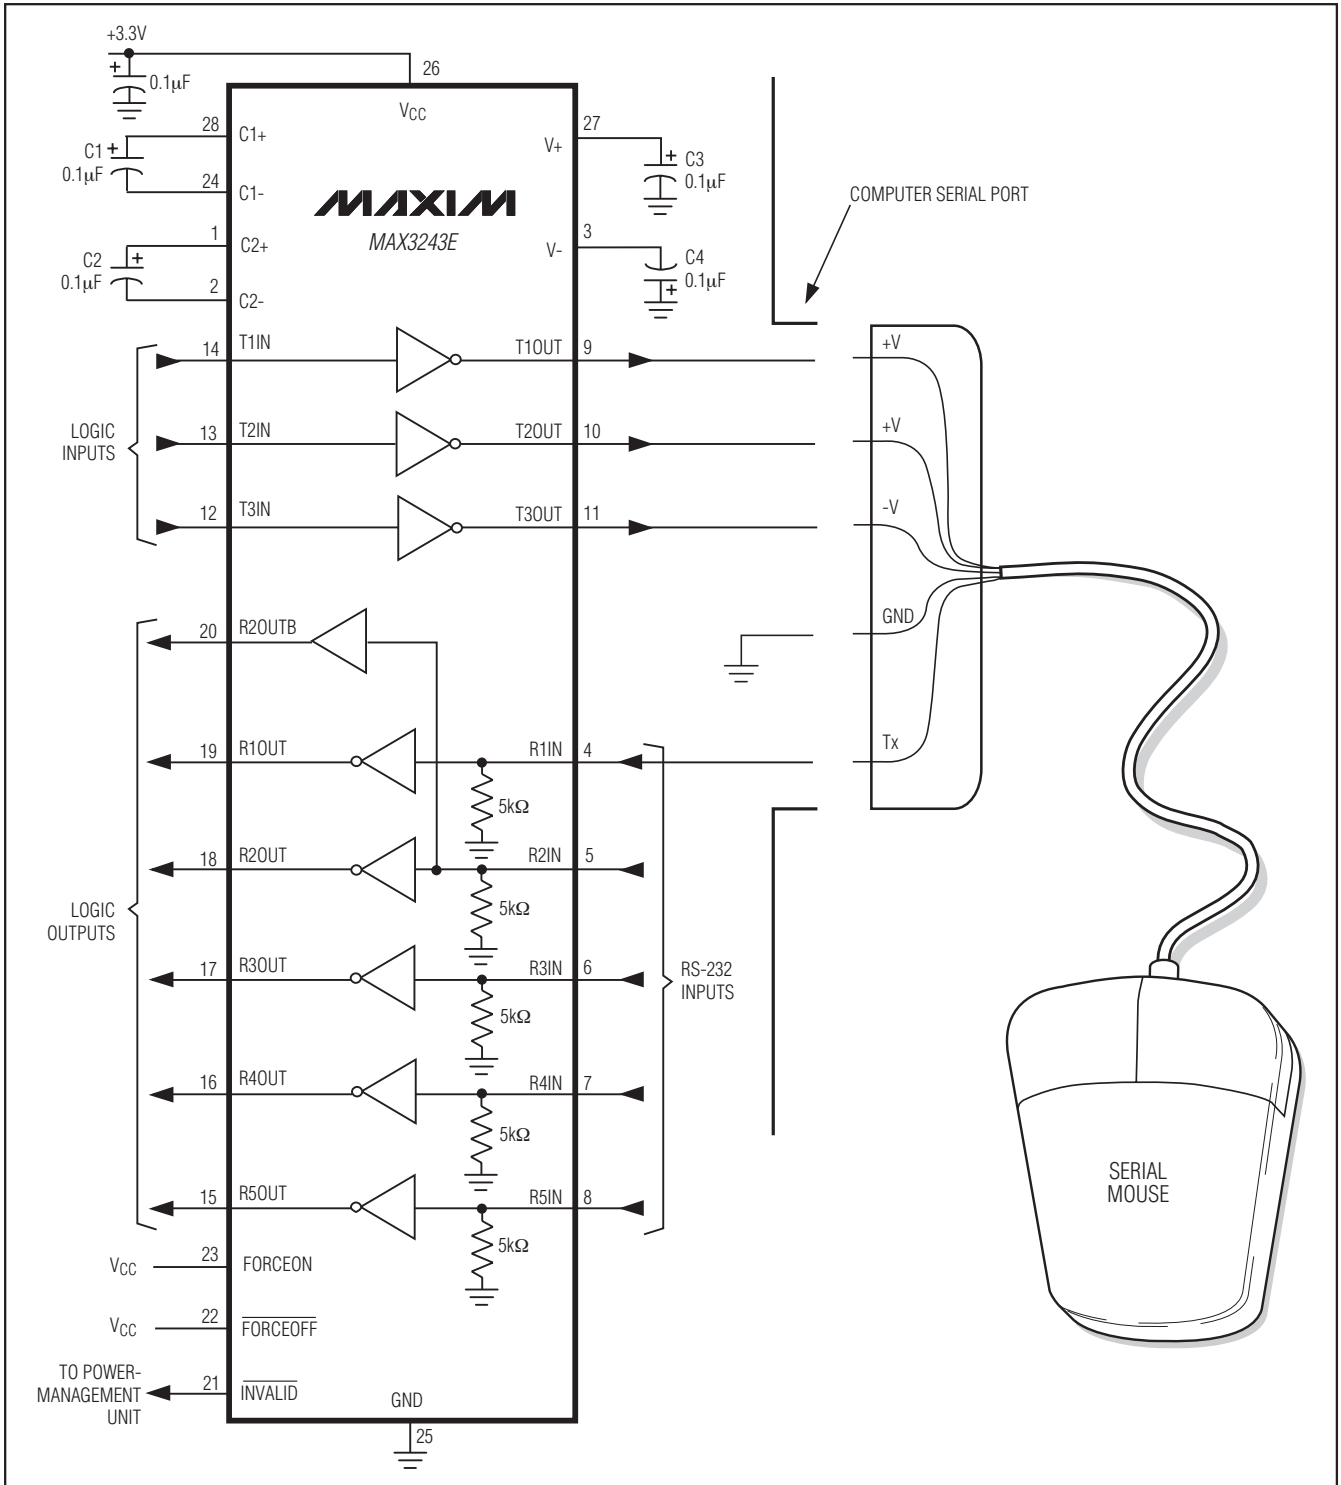 +3.3V
0.1µF
26
VCC
28
C1+
C1 +
0.1µF
24
C1-
1
C2+
C2 +
0.1µF
2
C2-
27
V+
+ C3
0.1µF
3
V-
C4
0.1µF
+
MAXIM
MAX3243E
COMPUTER SERIAL PORT
LOGIC
INPUTS
14 T1IN T1OUT 9
13 T2IN T2OUT 10
12 T3IN T3OUT 11
+V
+V
-V
GND
Tx
LOGIC
OUTPUTS
20 R2OUTB
19 R1OUT R1IN 4
5kΩ
18 R2OUT R2IN 5
5kΩ
17 R3OUT R3IN 6
5kΩ
16 R4OUT R4IN 7
5kΩ
15 R5OUT R5IN 8
5kΩ
RS-232
INPUTS
VCC 23 FORCEON
VCC 22 FORCEOFF
TO POWER-
MANAGEMENT
UNIT
21 INVALID
GND
25
SERIAL
MOUSE
+